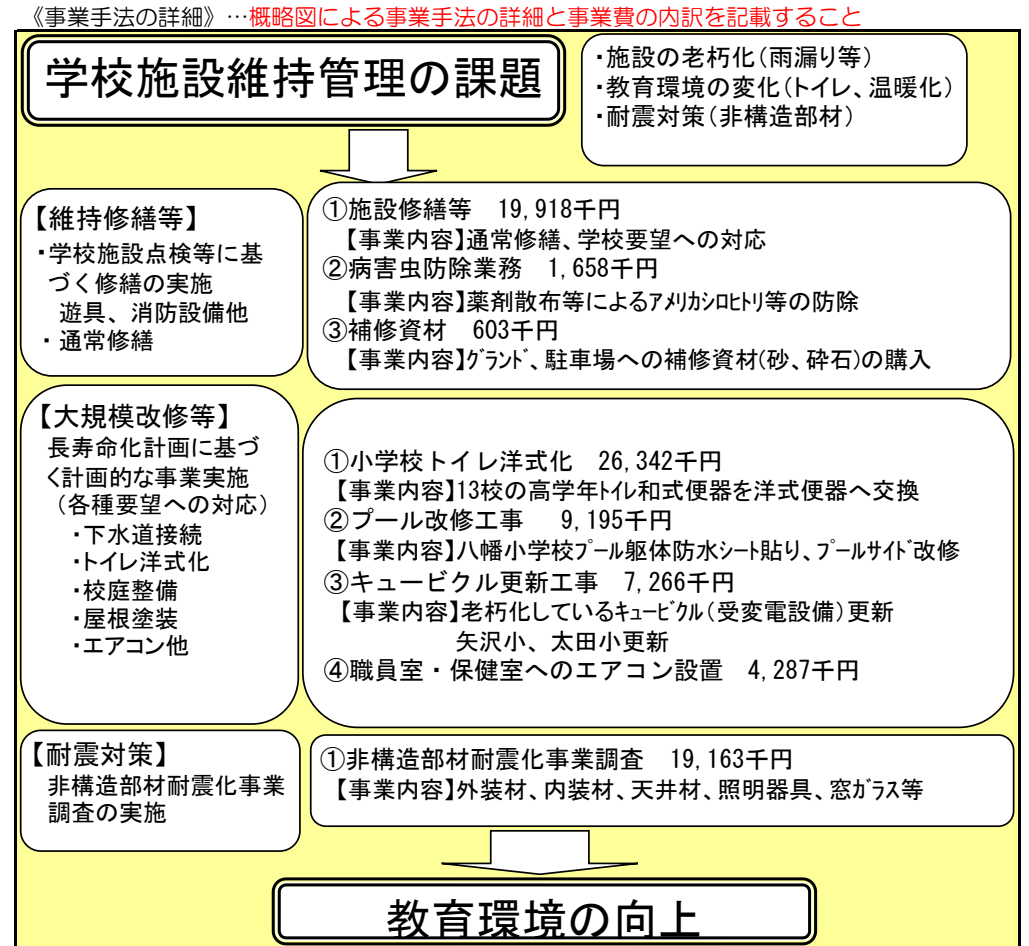 《事業手法の詳細》…概略図による事業手法の詳細と事業費の内訳を記載すること
学校施設維持管理の課題
・施設の老朽化（雨漏り等）
・教育環境の変化（トイレ、温暖化）
・耐震対策（非構造部材）
【維持修繕等】
・学校施設点検等に基
づく修繕の実施
遊具、消防設備他
・通常修繕
①施設修繕等　19,918千円
【事業内容】通常修繕、学校要望への対応
②病害虫防除業務　1,658千円
【事業内容】薬剤散布等によるｱﾒﾘｶｼﾛﾋﾄﾘ等の防除
③補修資材　603千円
【事業内容】ｸﾞﾗﾝﾄﾞ、駐車場への補修資材(砂、砕石)の購入
【大規模改修等】
長寿命化計画に基づ
く計画的な事業実施
（各種要望への対応）
・下水道接続
・トイレ洋式化
・校庭整備
・屋根塗装
・エアコン他
①小学校トイレ洋式化　26,342千円
【事業内容】13校の高学年ﾄｲﾚ和式便器を洋式便器へ交換
②プール改修工事　9,195千円
【事業内容】八幡小学校ﾌﾟｰﾙ躯体防水ｼｰﾄ貼り、ﾌﾟｰﾙｻｲﾄﾞ改修
③キュービクル更新工事　7,266千円
【事業内容】老朽化しているｷｭｰﾋﾞｸﾙ（受変電設備）更新
矢沢小、太田小更新
④職員室・保健室へのエアコン設置　4,287千円
【耐震対策】
非構造部材耐震化事業
調査の実施
①非構造部材耐震化事業調査　19,163千円
【事業内容】外装材、内装材、天井材、照明器具、窓ｶﾞﾗｽ等
教育環境の向上